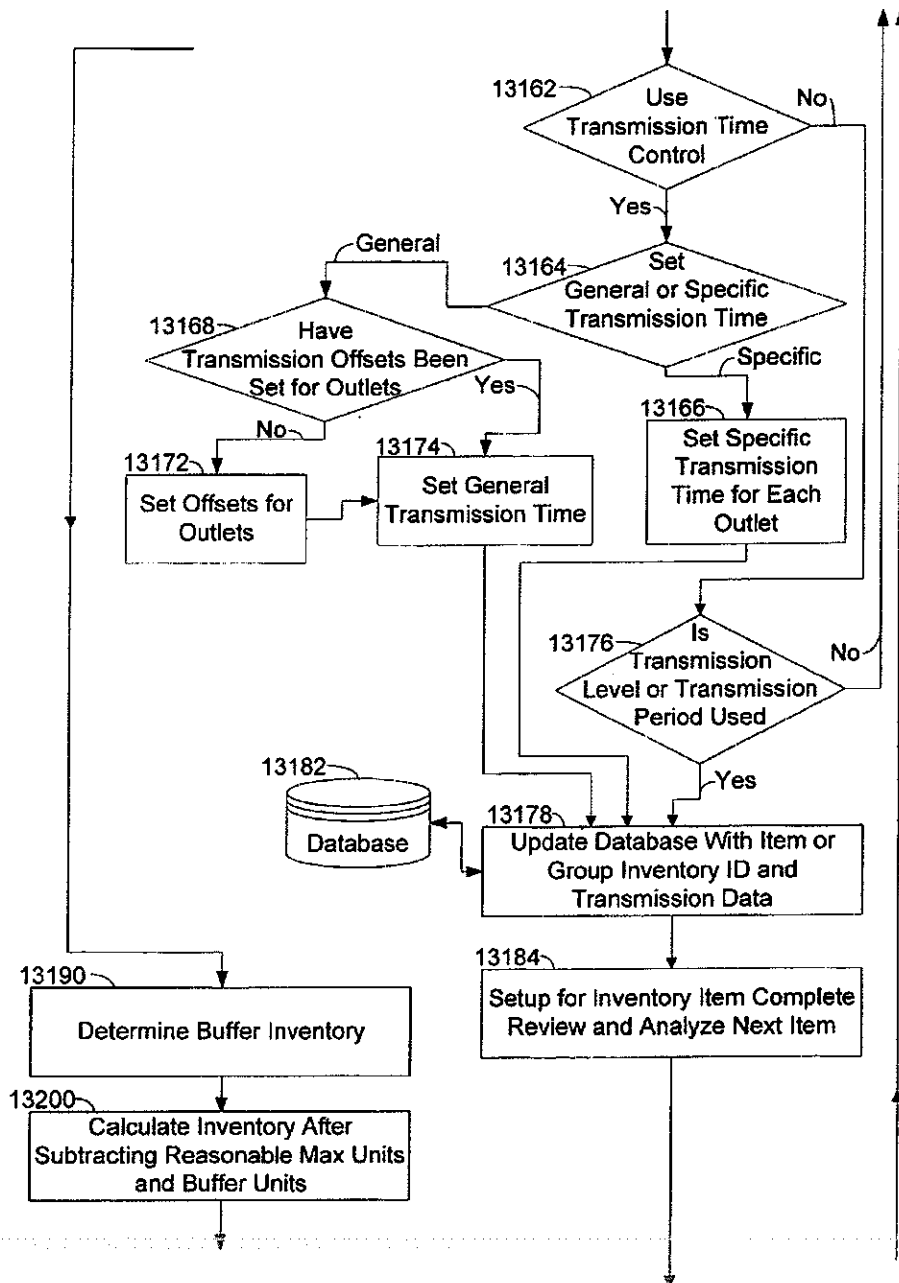 13162
Use
Transmission Time
Control
No
Yes
General
13164
Set
General or Specific
Transmission Time
13168
Have
Transmission Offsets Been
Set for Outlets
Yes
Specific
No
13172
Set Offsets for
Outlets
13174
Set General
Transmission Time
13166
Set Specific
Transmission
Time for Each
Outlet
13176
Is
Transmission
Level or Transmission
Period Used
No
Yes
13182
Database
13178
Update Database With Item or
Group Inventory ID and
Transmission Data
13184
Setup for Inventory Item Complete
Review and Analyze Next Item
13190
Determine Buffer Inventory
13200
Calculate Inventory After
Subtracting Reasonable Max Units
and Buffer Units